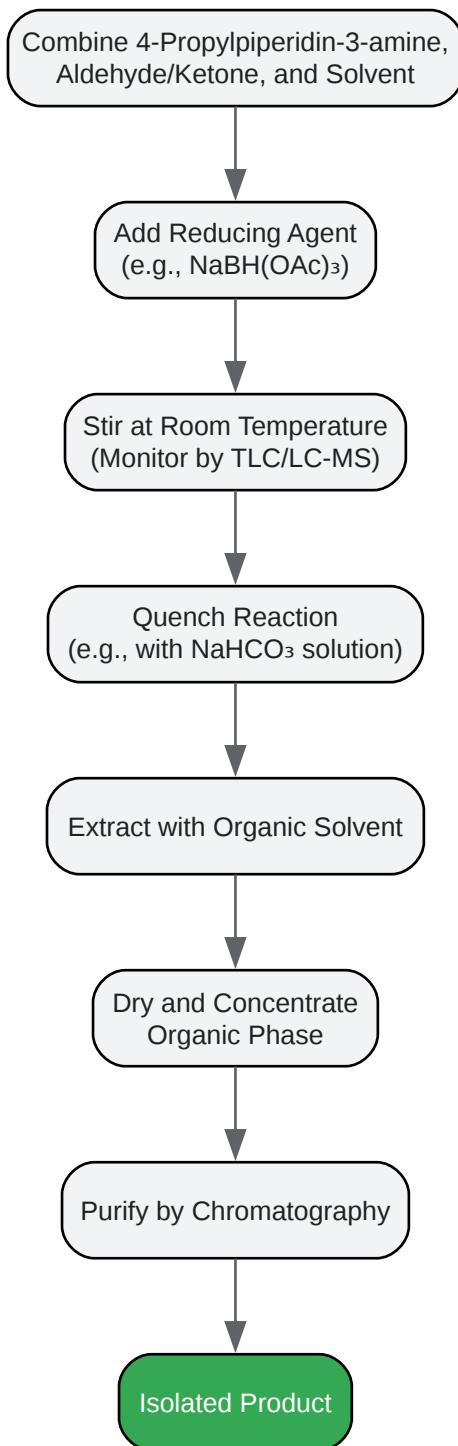 Combine 4-Propylpiperidin-3-amine,
Aldehyde/Ketone, and Solvent
Add Reducing Agent
(e.g., NaBH(OAc)₃)
Stir at Room Temperature
(Monitor by TLC/LC-MS)
Quench Reaction
(e.g., with NaHCO₃ solution)
Extract with Organic Solvent
Dry and Concentrate
Organic Phase
Purify by Chromatography
Isolated Product